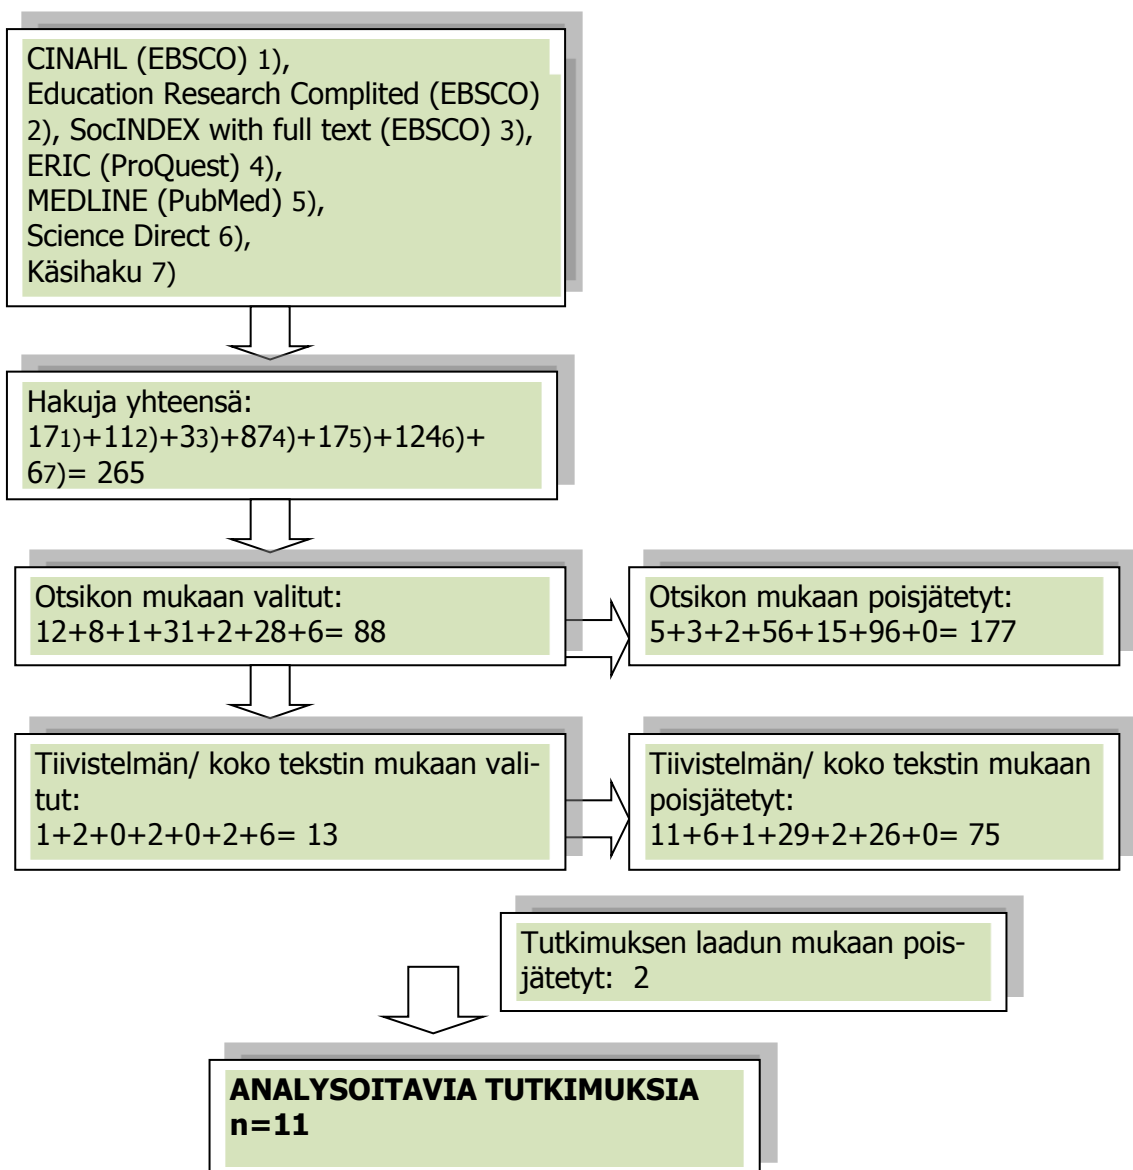 CINAHL (EBSCO) 1),
Education Research Complited (EBSCO)
2), SocINDEX with full text (EBSCO) 3),
ERIC (ProQuest) 4),
MEDLINE (PubMed) 5),
Science Direct 6),
Käsihaku 7)
Hakuja yhteensä:
171)+112)+33)+874)+175)+1246)+
67)= 265
Otsikon mukaan valitut:
12+8+1+31+2+28+6= 88
Otsikon mukaan poisjätetyt:
5+3+2+56+15+96+0= 177
Tiivistelmän/ koko tekstin mukaan vali-
tut:
1+2+0+2+0+2+6= 13
Tiivistelmän/ koko tekstin mukaan
poisjätetyt:
11+6+1+29+2+26+0= 75
Tutkimuksen laadun mukaan pois-
jätetyt: 2
ANALYSOITAVIA TUTKIMUKSIA
n=11